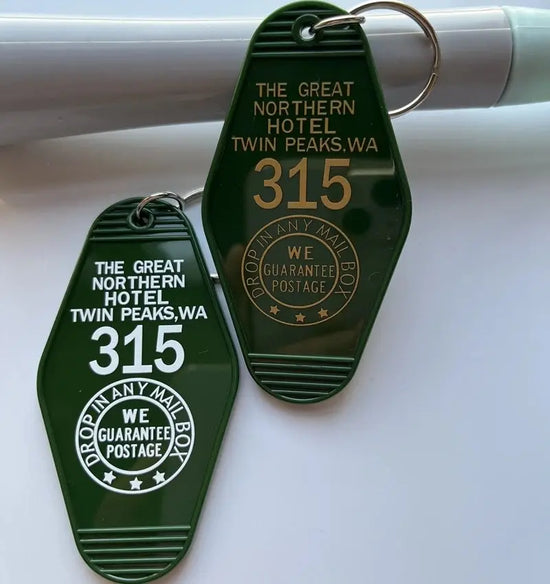 THE GREAT
NORTHERN
HOTEL
TWIN PEAKS,WA
315
DROP IN ANY MAIL BOX
WE
GUARANTEE
POSTAGE
THE GREAT
NORTHERN
HOTEL
TWIN PEAKS,WA
315
DROP IN ANY MAIL BOX
WE
GUARANTEE
POSTAGE